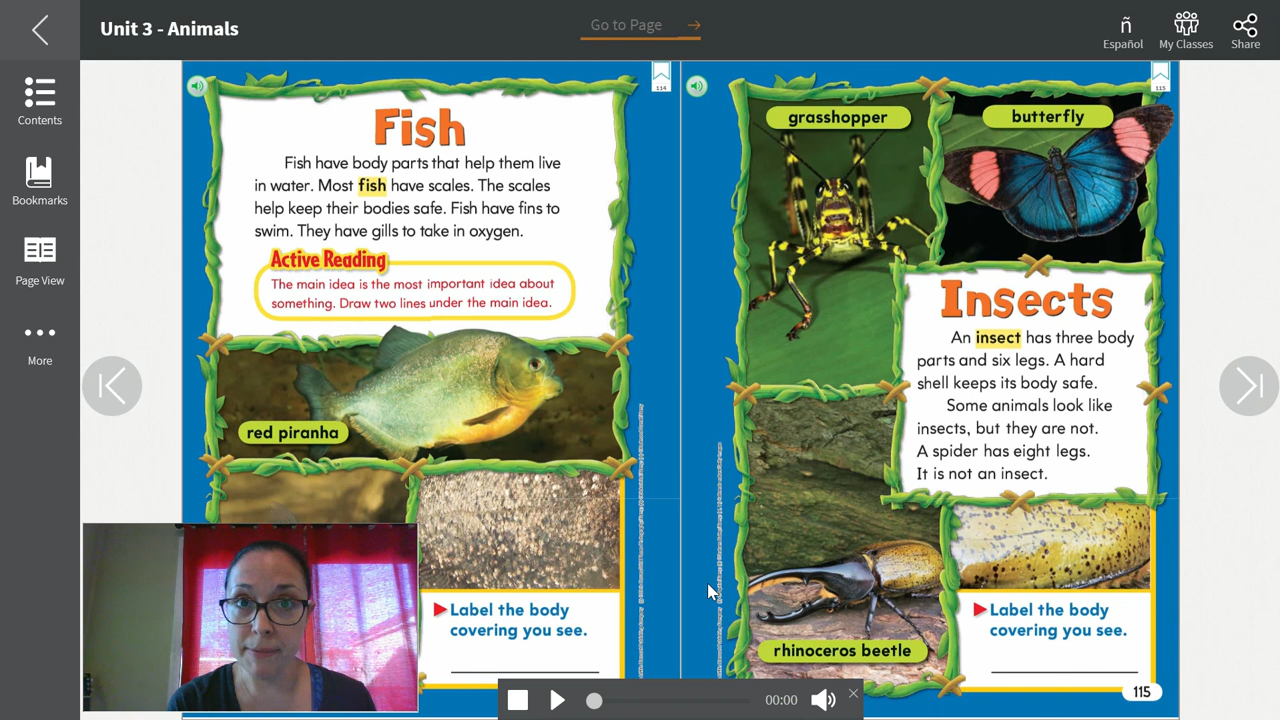 Unit 3 - Animals
Go to Page
ñ
Español
My Classes
Share
Contents
Bookmarks
Page View
More
114
Fish
Fish have body parts that help them live
in water. Most fish have scales. The scales
help keep their bodies safe. Fish have fins to
swim. They have gills to take in oxygen.
Active Reading
The main idea is the most important idea about
something. Draw two lines under the main idea.
red piranha
Label the body
covering you see.
115
grasshopper
butterfly
Insects
An insect has three body
parts and six legs. A hard
shell keeps its body safe.
Some animals look like
insects, but they are not.
A spider has eight legs.
It is not an insect.
rhinoceros beetle
Label the body
covering you see.
115
00:00